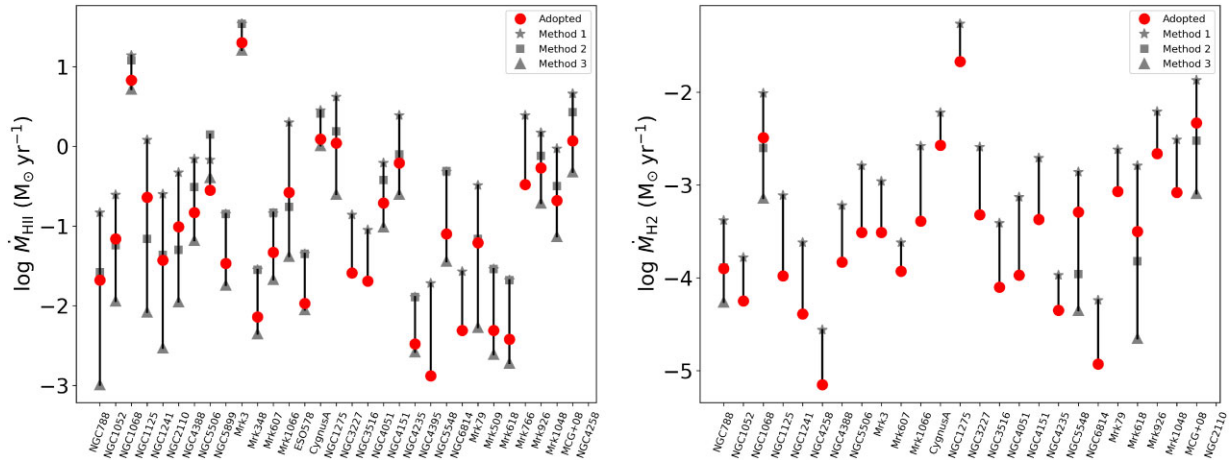 log Ṁ_HII (M⊙ yr⁻¹)
1
0
−1
−2
−3
Adopted
Method 1
Method 2
Method 3
NGC788
NGC1052
NGC1068
NGC1125
NGC1241
NGC2110
NGC4388
NGC5506
NGC5899
Mrk3
Mrk348
Mrk607
Mrk1066
ESO578
CygnusA
NGC1275
NGC3227
NGC3516
NGC4051
NGC4151
NGC4235
NGC4395
NGC5548
NGC6814
Mrk79
Mrk509
Mrk618
Mrk766
Mrk926
Mrk1048
MCG+08
NGC4258
log Ṁ_H2 (M⊙ yr⁻¹)
−2
−3
−4
−5
Adopted
Method 1
Method 2
Method 3
NGC788
NGC1052
NGC1068
NGC1125
NGC1241
NGC4258
NGC4388
NGC5506
Mrk3
Mrk607
Mrk1066
CygnusA
NGC1275
NGC3227
NGC3516
NGC4051
NGC4151
NGC4235
NGC5548
NGC6814
Mrk79
Mrk618
Mrk926
Mrk1048
MCG+08
NGC2110